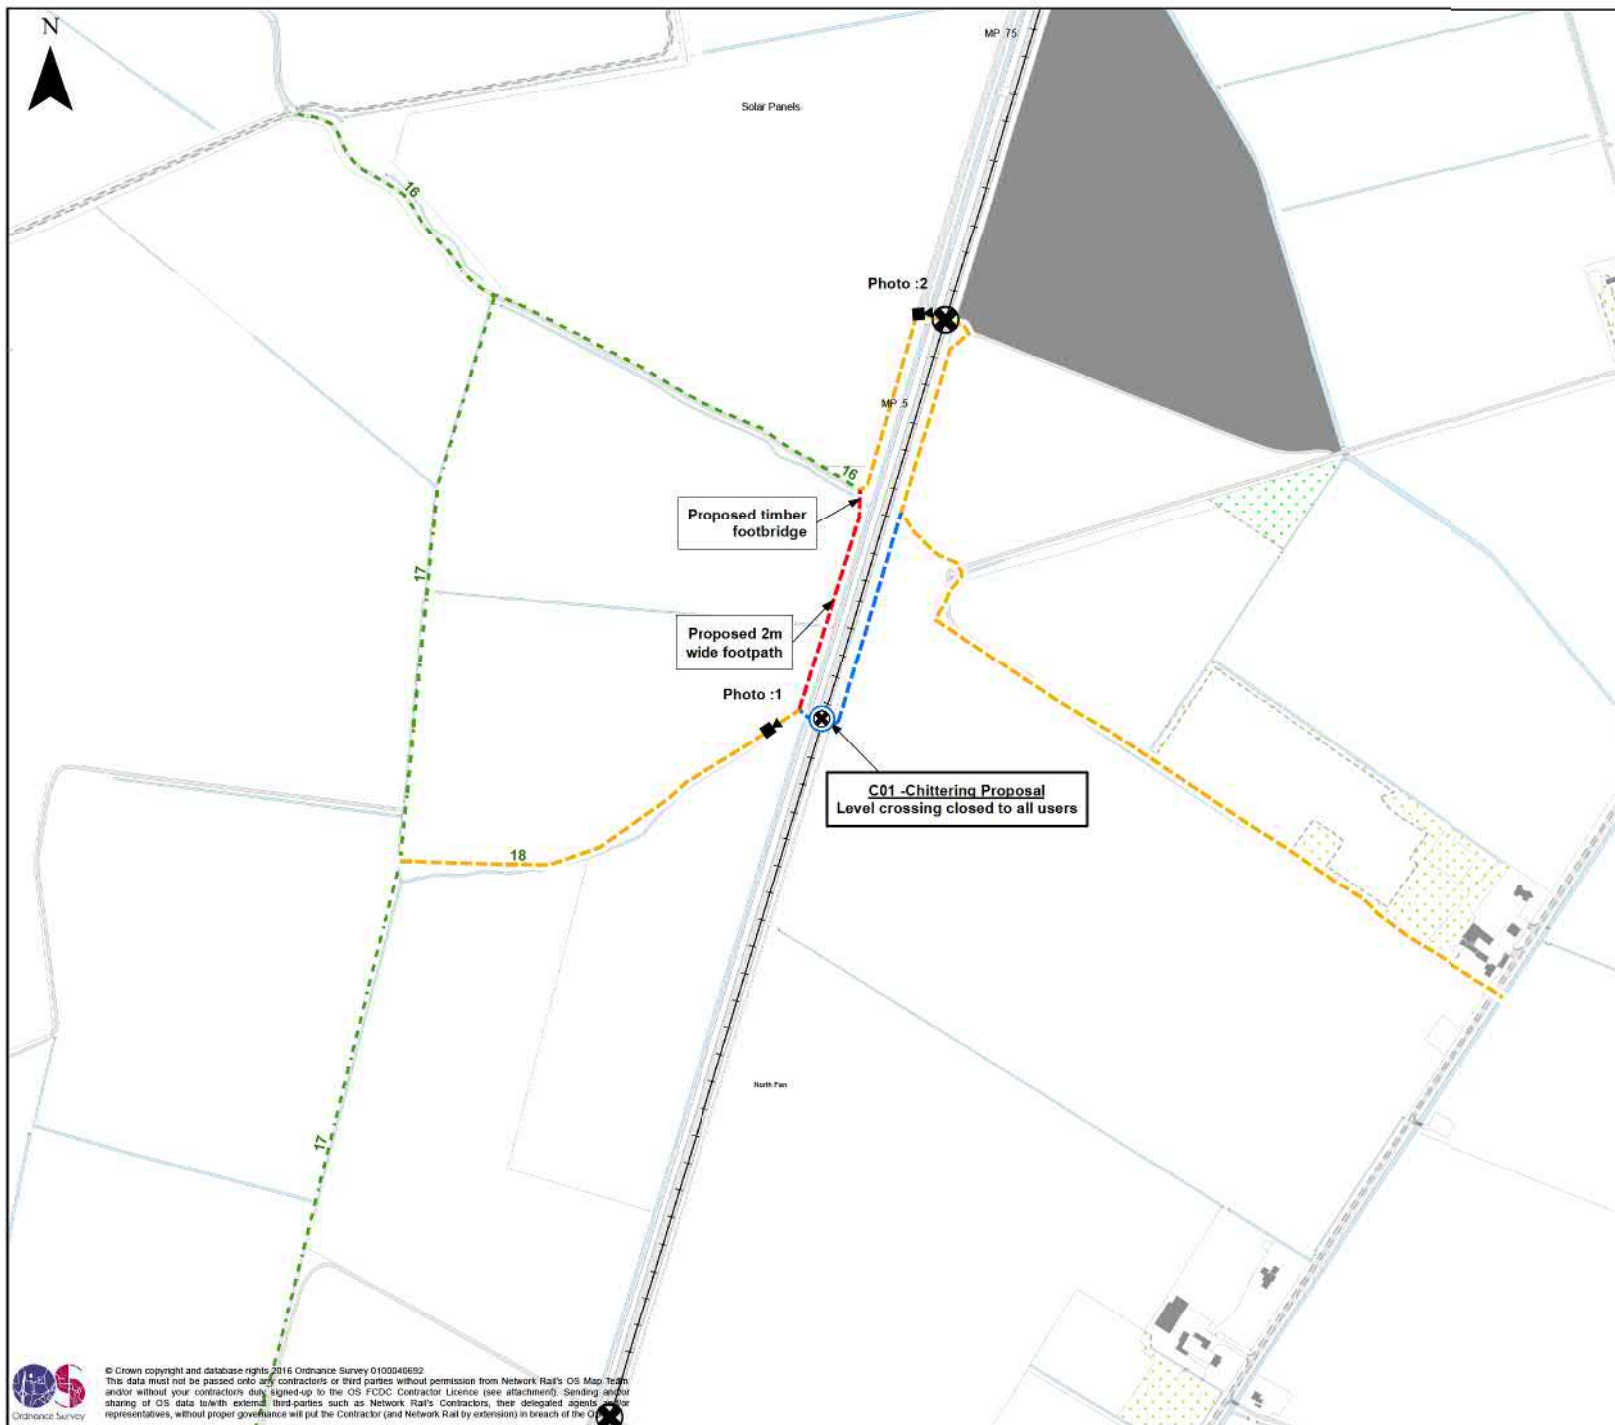 N
MP .75
Solar Panels
16
Photo :2
MP .5
16
Proposed timber
footbridge
17
Proposed 2m
wide footpath
Photo :1
C01 -Chittering Proposal
Level crossing closed to all users
18
North Fen
17
© Crown copyright and database rights 2016 Ordnance Survey 0100040692
This data must not be passed onto any contractor/s or third parties without permission from Network Rail's OS Map Team
and/or without your contractor/s duly signed-up to the OS FCDC Contractor Licence (see attachment). Sending and/or
sharing of OS data to/with external third-parties such as Network Rail's Contractors, their delegated agents and/or
representatives, without proper governance will put the Contractor (and Network Rail by extension) in breach of the
Ordnance Survey